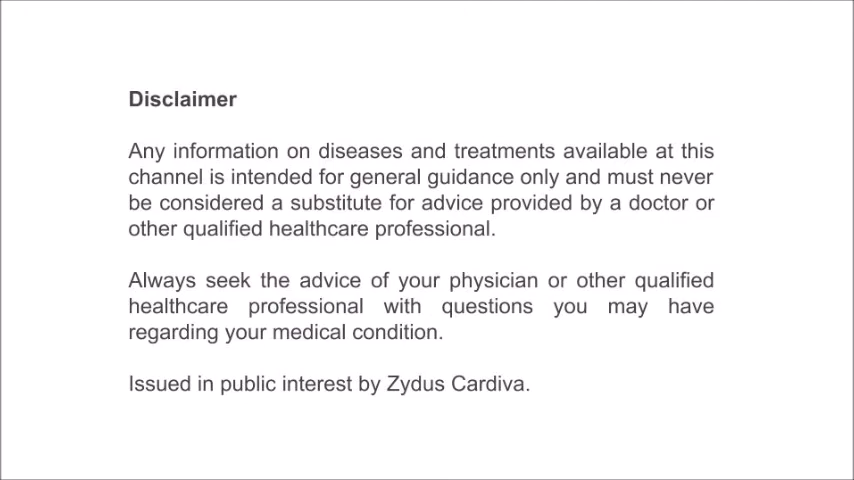 Disclaimer
Any information on diseases and treatments available at this
channel is intended for general guidance only and must never
be considered a substitute for advice provided by a doctor or
other qualified healthcare professional.
Always seek the advice of your physician or other qualified
healthcare professional with questions you may have
regarding your medical condition.
Issued in public interest by Zydus Cardiva.